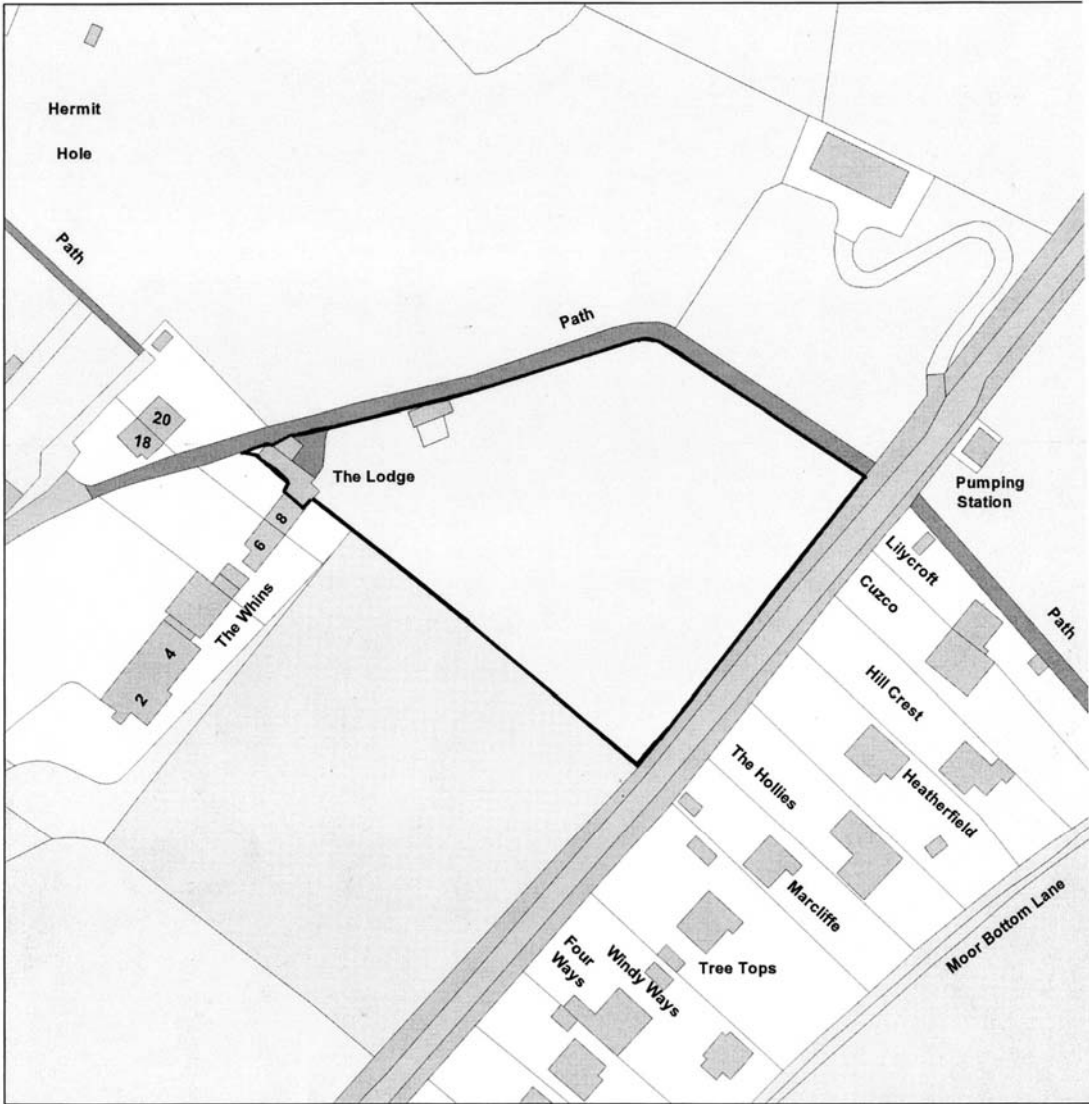 Hermit
Hole
Path
Path
20
18
The Lodge
8
6
The Whins
4
2
Pumping
Station
Lilycroft
Cuzco
Path
Hill Crest
Heatherfield
The Hollies
Marcliffe
Moor Bottom Lane
Tree Tops
Windy Ways
Four
Ways